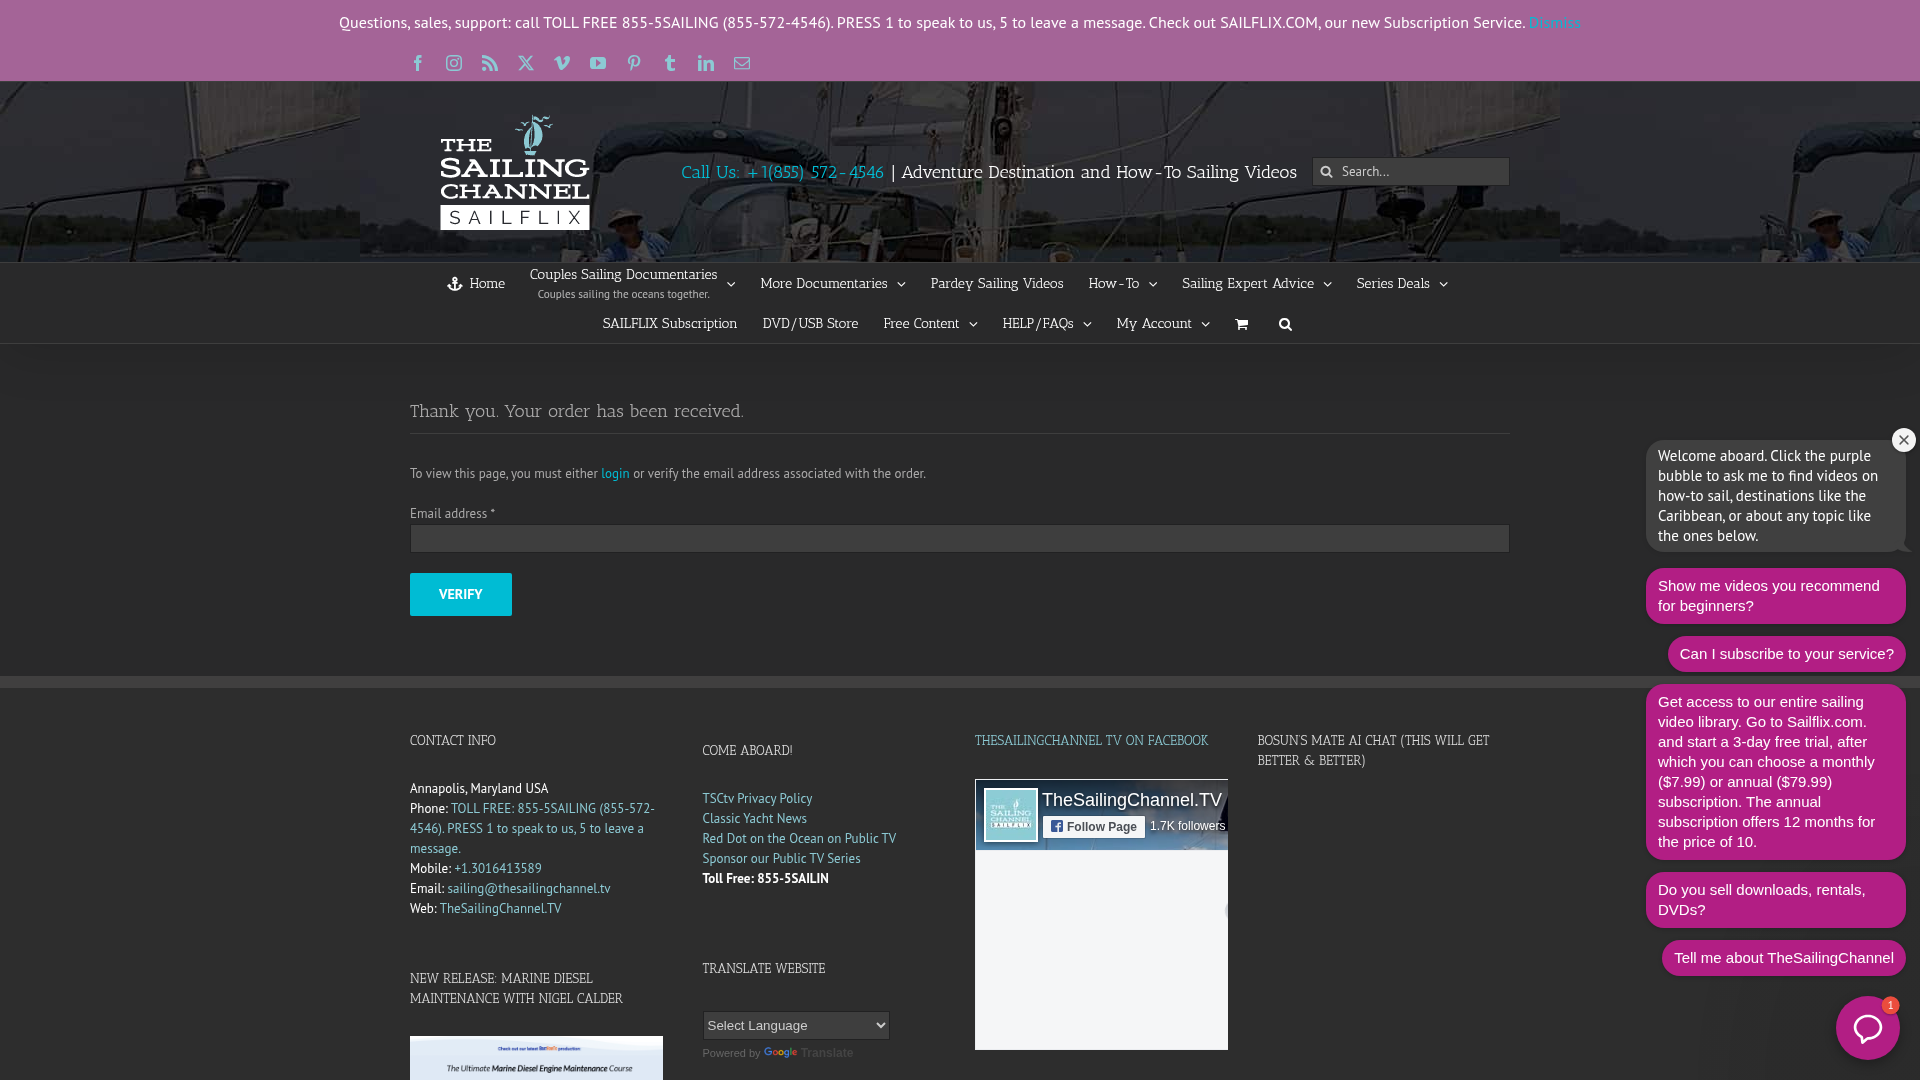 Questions, sales, support: call TOLL FREE 855-5SAILING (855-572-4546). PRESS 1 to speak to us, 5 to leave a message. Check out SAILFLIX.COM, our new Subscription Service. Dismiss
THE
SAILING
CHANNEL
SAILFLIX
Call Us: +1(855) 572-4546 | Adventure Destination and How-To Sailing Videos
Search...
Home
Couples Sailing Documentaries
Couples sailing the oceans together.
More Documentaries
Pardey Sailing Videos
How-To
Sailing Expert Advice
Series Deals
SAILFLIX Subscription
DVD/USB Store
Free Content
HELP/FAQs
My Account
Thank you. Your order has been received.
To view this page, you must either login or verify the email address associated with the order.
Email address *
VERIFY
CONTACT INFO
Annapolis, Maryland USA
Phone: TOLL FREE: 855-5SAILING (855-572-
4546). PRESS 1 to speak to us, 5 to leave a
message.
Mobile: +1.3016413589
Email: sailing@thesailingchannel.tv
Web: TheSailingChannel.TV
NEW RELEASE: MARINE DIESEL
MAINTENANCE WITH NIGEL CALDER
The Ultimate Marine Diesel Engine Maintenance Course
COME ABOARD!
TSCtv Privacy Policy
Classic Yacht News
Red Dot on the Ocean on Public TV
Sponsor our Public TV Series
Toll Free: 855-5SAILIN
TRANSLATE WEBSITE
Select Language
Powered by Google Translate
THESAILINGCHANNEL TV ON FACEBOOK
TheSailingChannel.TV
Follow Page
1.7K followers
BOSUN'S MATE AI CHAT (THIS WILL GET
BETTER & BETTER)
Welcome aboard. Click the purple
bubble to ask me to find videos on
how-to sail, destinations like the
Caribbean, or about any topic like
the ones below.
Show me videos you recommend
for beginners?
Can I subscribe to your service?
Get access to our entire sailing
video library. Go to Sailflix.com.
and start a 3-day free trial, after
which you can choose a monthly
($7.99) or annual ($79.99)
subscription. The annual
subscription offers 12 months for
the price of 10.
Do you sell downloads, rentals,
DVDs?
Tell me about TheSailingChannel
1